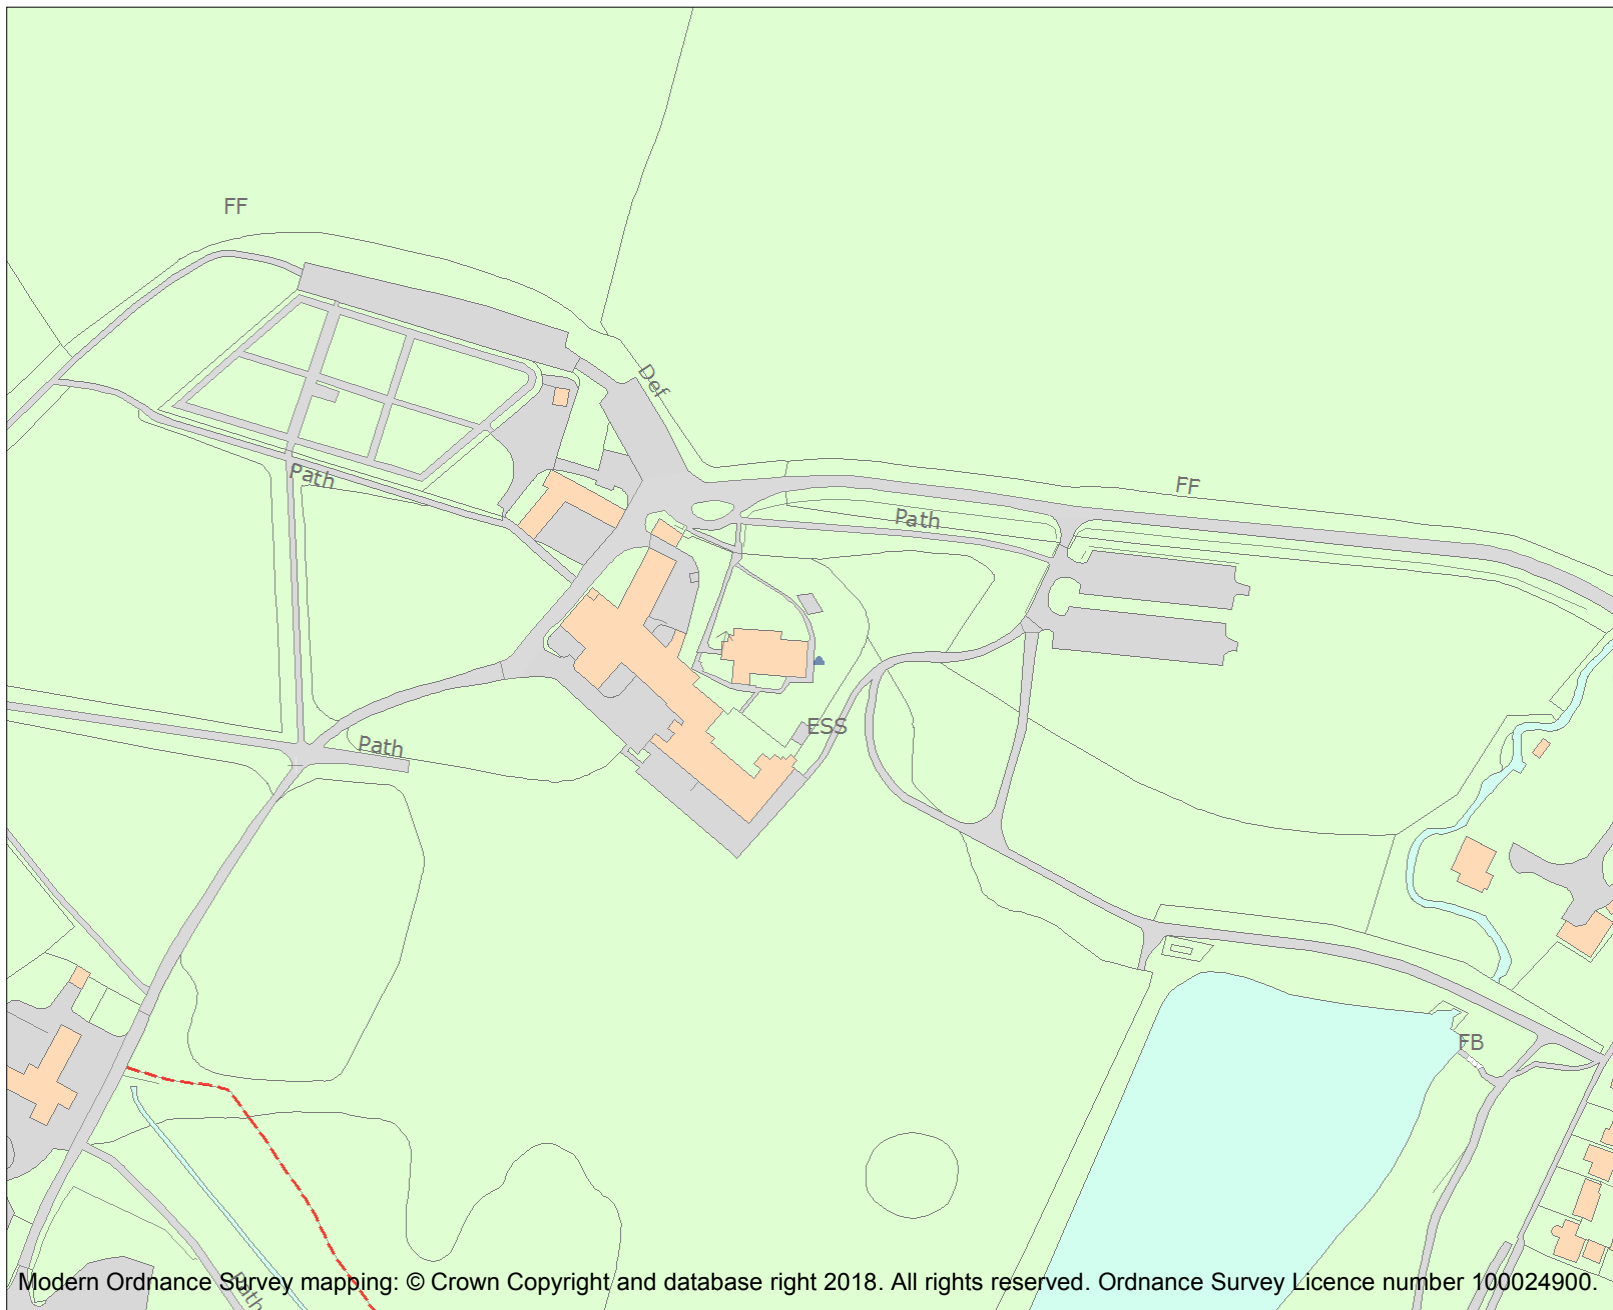 FF
Def
Path
FF
Path
ESS
Path
FB
Path
Modern Ordnance Survey mapping: © Crown Copyright and database right 2018. All rights reserved. Ordnance Survey Licence number 100024900.